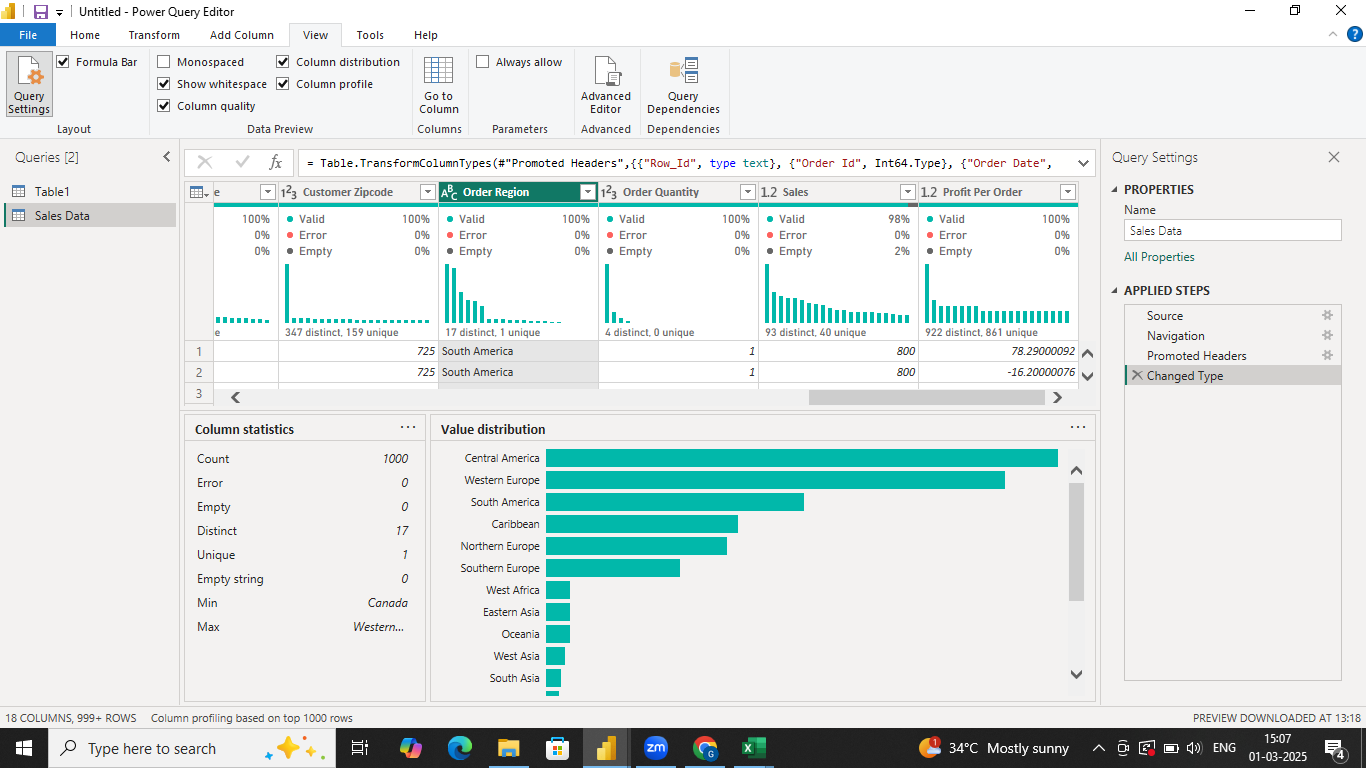 Untitled - Power Query Editor
File Home Transform Add Column View Tools Help
Query Settings
Formula Bar
Layout
Monospaced
Show whitespace
Column quality
Column distribution
Column profile
Data Preview
Go to Column
Columns
Always allow
Parameters
Advanced Editor
Advanced
Query Dependencies
Dependencies
Queries [2]
Table1
Sales Data
fx = Table.TransformColumnTypes(#"Promoted Headers",{{"Row_Id", type text}, {"Order Id", Int64.Type}, {"Order Date",
e 1²3 Customer Zipcode ABC Order Region 1²3 Order Quantity 1.2 Sales 1.2 Profit Per Order
100% Valid 100% Valid 100% Valid 100% Valid 98% Valid 100%
0% Error 0% Error 0% Error 0% Error 0% Error 0%
0% Empty 0% Empty 0% Empty 0% Empty 2% Empty 0%
e 347 distinct, 159 unique 17 distinct, 1 unique 4 distinct, 0 unique 93 distinct, 40 unique 922 distinct, 861 unique
1 725 South America 1 800 78.29000092
2 725 South America 1 800 -16.20000076
3
Column statistics
Count 1000
Error 0
Empty 0
Distinct 17
Unique 1
Empty string 0
Min Canada
Max Western...
Value distribution
Central America
Western Europe
South America
Caribbean
Northern Europe
Southern Europe
West Africa
Eastern Asia
Oceania
West Asia
South Asia
Query Settings
PROPERTIES
Name
Sales Data
All Properties
APPLIED STEPS
Source
Navigation
Promoted Headers
Changed Type
18 COLUMNS, 999+ ROWS Column profiling based on top 1000 rows PREVIEW DOWNLOADED AT 13:18
Type here to search
zm
1
34°C Mostly sunny
ENG
15:07
01-03-2025
4